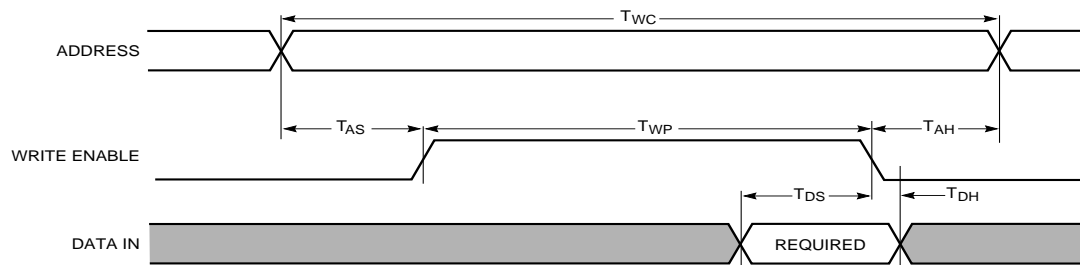 TWC
ADDRESS
TAS
TWP
TAH
WRITE ENABLE
TDS
TDH
DATA IN
REQUIRED